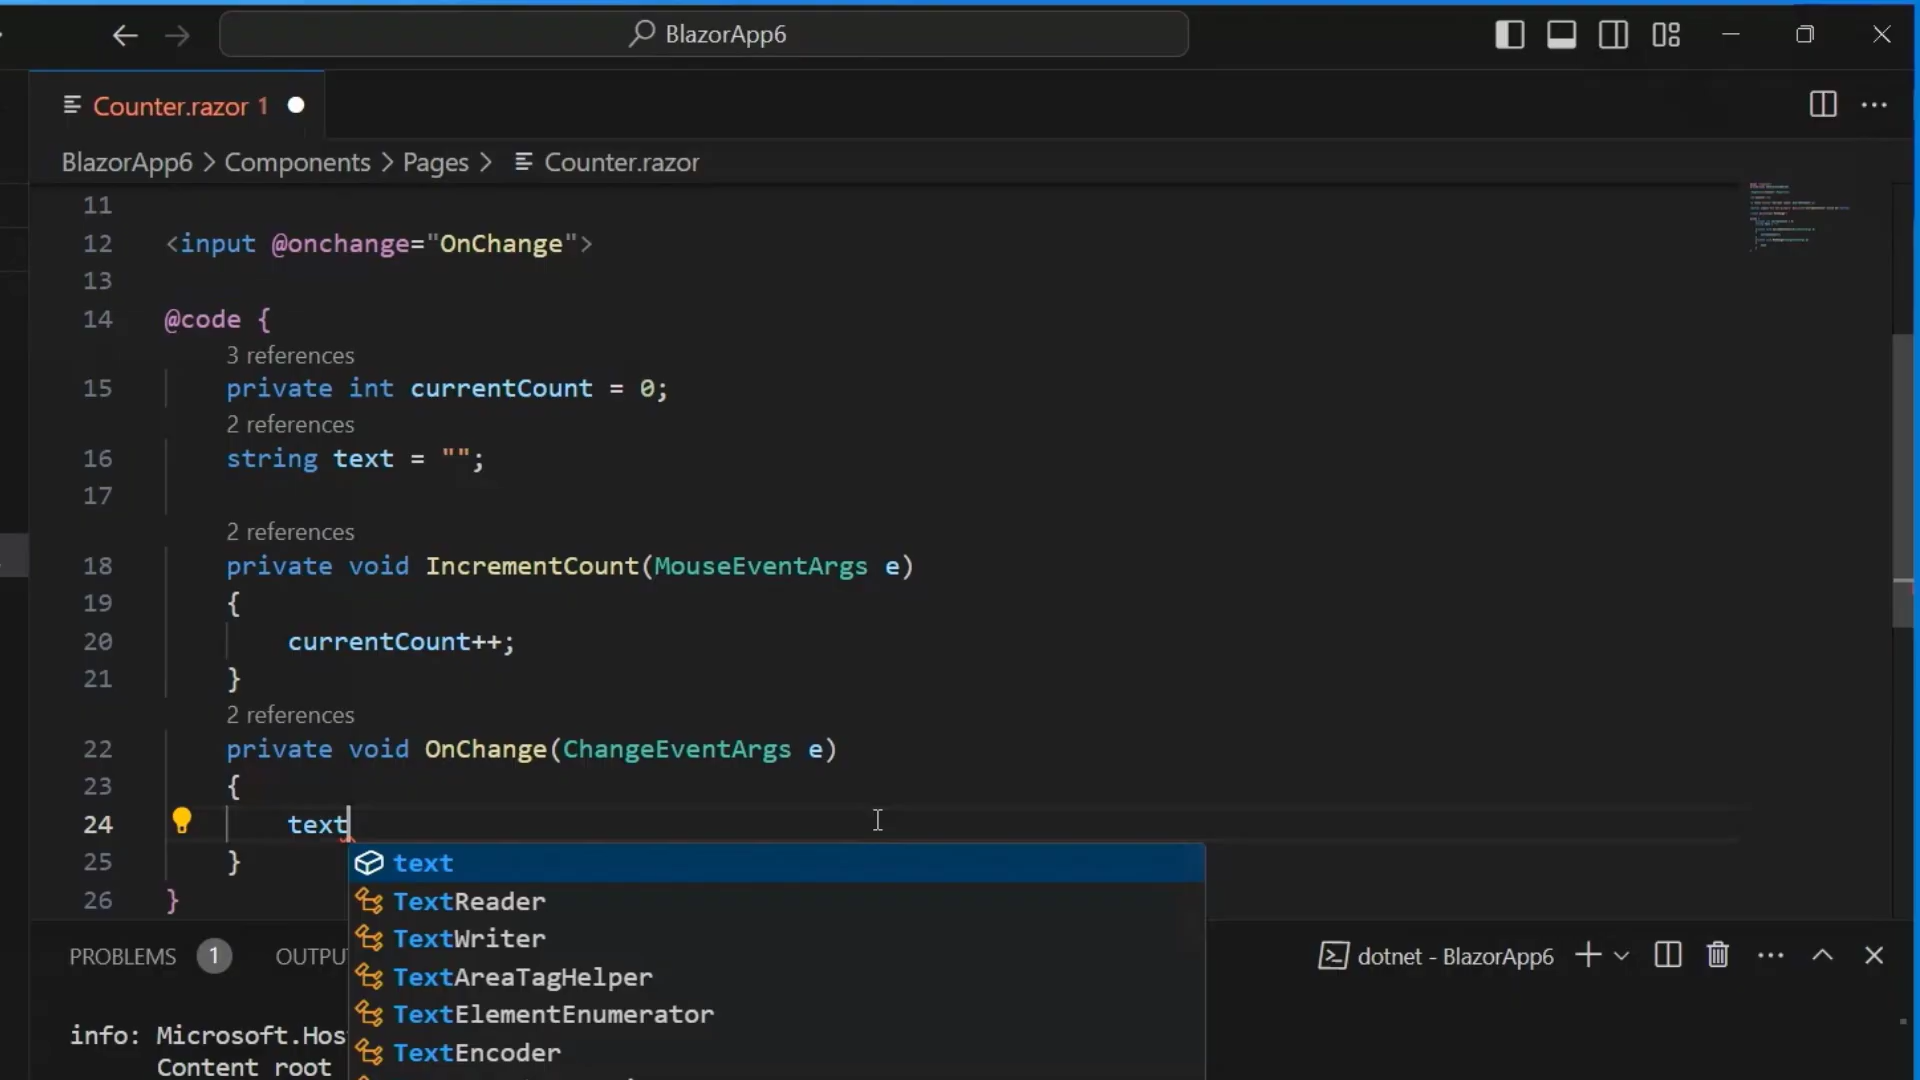 BlazorApp6
Counter.razor 1
BlazorApp6 > Components > Pages > Counter.razor
11
12 <input @onchange="OnChange">
13
14 @code {
3 references
15 private int currentCount = 0;
2 references
16 string text = "";
17
2 references
18 private void IncrementCount(MouseEventArgs e)
19 {
20 currentCount++;
21 }
2 references
22 private void OnChange(ChangeEventArgs e)
23 {
24 text
25 }
text
26 }
TextReader
TextWriter
PROBLEMS 1 OUTPU dotnet - BlazorApp6
TextAreaTagHelper
TextElementEnumerator
info: Microsoft.Hos
TextEncoder
Content root